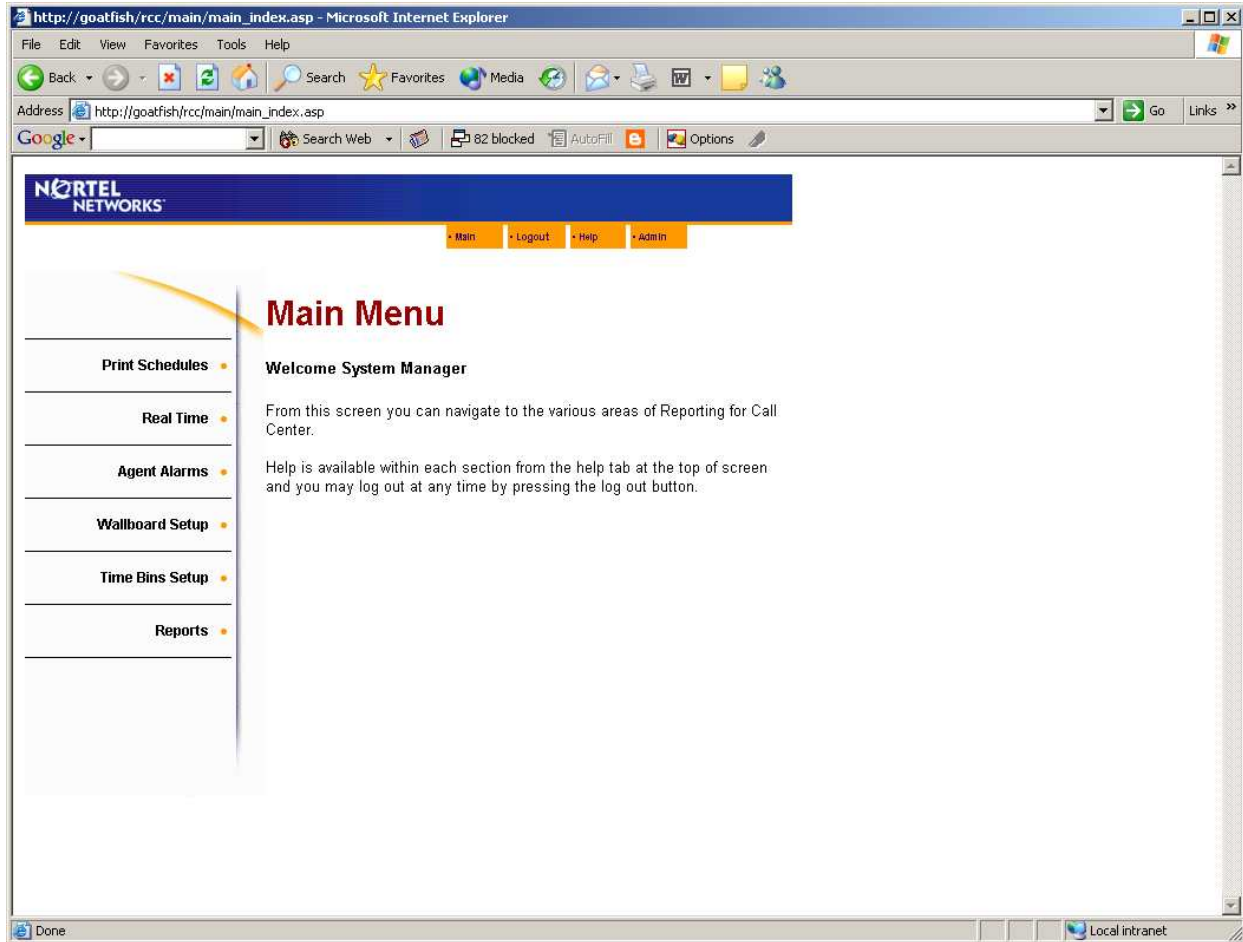 http://goatfish/rcc/main/main_index.asp - Microsoft Internet Explorer
File Edit View Favorites Tools Help
Back Search Favorites Media
Address http://goatfish/rcc/main/main_index.asp Go Links »
Google Search Web 82 blocked AutoFill Options
NORTEL
NETWORKS
• Main • Logout • Help • Admin
Main Menu
Print Schedules •
Welcome System Manager
Real Time •
From this screen you can navigate to the various areas of Reporting for Call
Center.
Agent Alarms •
Help is available within each section from the help tab at the top of screen
and you may log out at any time by pressing the log out button.
Wallboard Setup •
Time Bins Setup •
Reports •
Done Local intranet